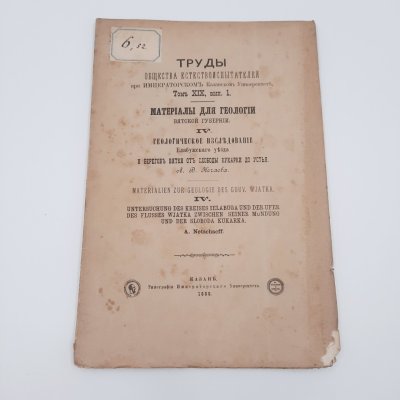 6,52
ТРУДЫ
ОБЩЕСТВА ЕСТЕСТВОИСПЫТАТЕЛЕЙ
при ИМПЕРАТОРСКОМЪ Казанскомъ Университетѣ.
Томъ XIX, вып. 1.
МАТЕРІАЛЫ ДЛЯ ГЕОЛОГІИ
ВЯТСКОЙ ГУБЕРНІИ.
IV.
ГЕОЛОГИЧЕСКОЕ ИЗСЛѢДОВАНІЕ
Елабужскаго уѣзда
И БЕРЕГОВЪ ВЯТКИ ОТЪ СЛОБОДЫ КУКАРКИ ДО УСТЬЯ.
А. В. Нечаева.
MATERIALIEN ZUR GEOLOGIE DES GOUV. WJATKA.
IV.
UNTERSUCHUNG DES KREISES IELABUGA UND DER UFER
DES FLUSSES WJATKA ZWISCHEN SEINER MÜNDUNG
UND DER SLOBODA KUKARKA.
A. Netschaeff.
КАЗАНЬ.
Типографія Императорскаго Университета.